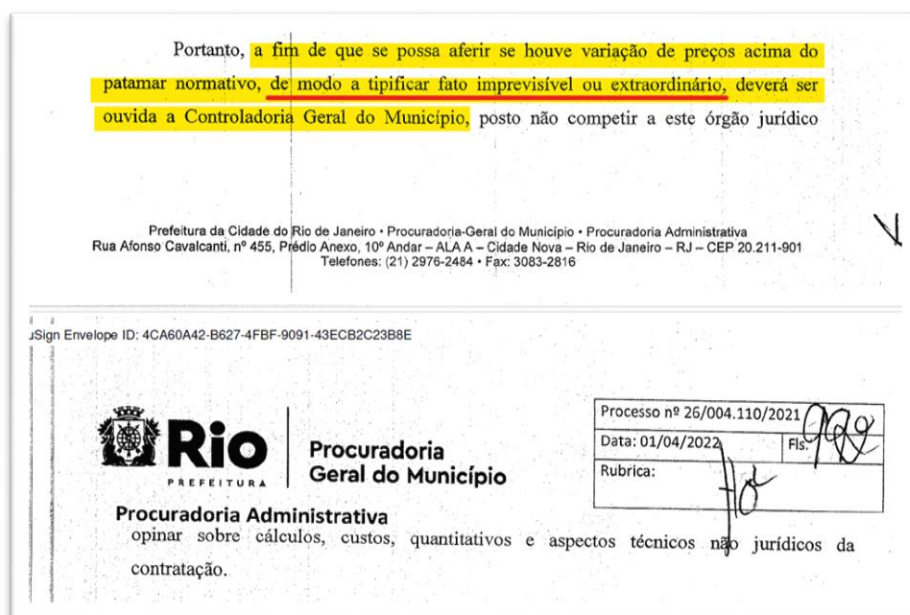 Portanto, a fim de que se possa aferir se houve variação de preços acima do
patamar normativo, de modo a tipificar fato imprevisível ou extraordinário, deverá ser
ouvida a Controladoria Geral do Município, posto não competir a este órgão jurídico
Prefeitura da Cidade do Rio de Janeiro • Procuradoria-Geral do Município • Procuradoria Administrativa
Rua Afonso Cavalcanti, nº 455, Prédio Anexo, 10º Andar – ALA A – Cidade Nova – Rio de Janeiro – RJ – CEP 20.211-901
Telefones: (21) 2976-2484 • Fax: 3083-2816
uSign Envelope ID: 4CA60A42-B627-4FBF-9091-43ECB2C23B8E
Rio
PREFEITURA
Procuradoria
Geral do Município
Processo nº 26/004.110/2021
Data: 01/04/2022 Fls.
Rubrica:
Procuradoria Administrativa
opinar sobre cálculos, custos, quantitativos e aspectos técnicos não jurídicos da
contratação.